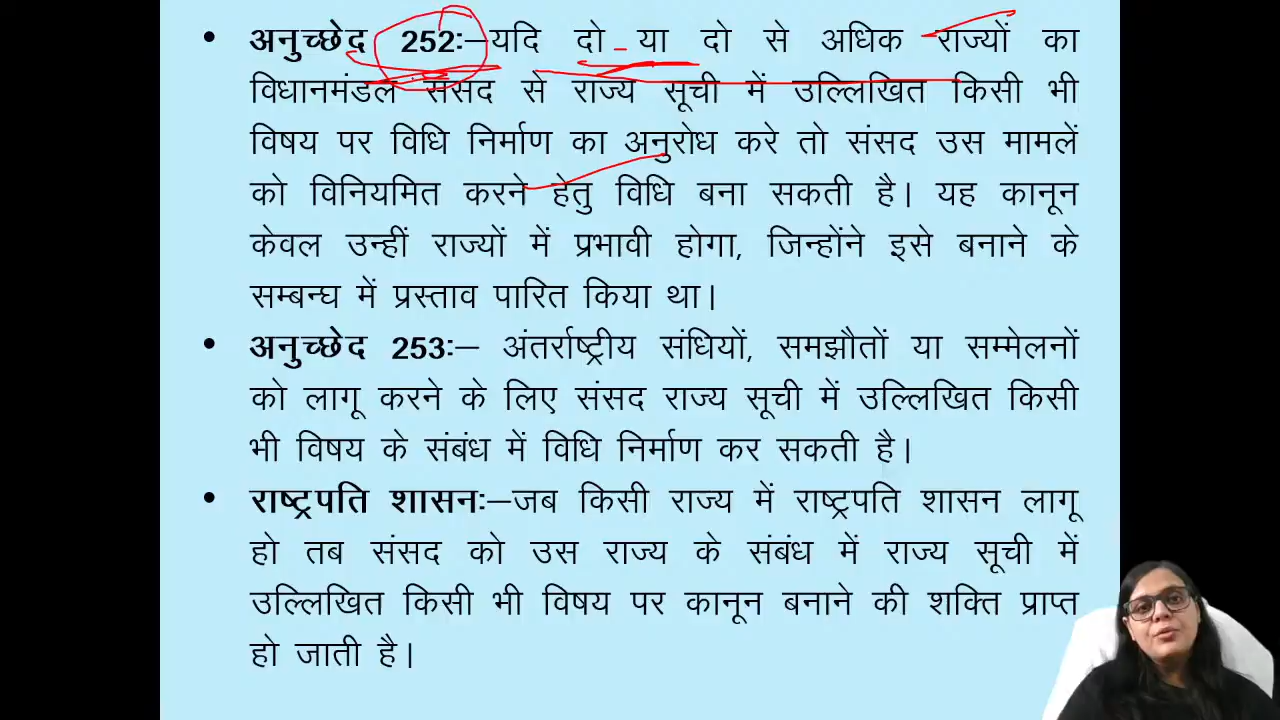 • अनुच्छेद 252ः–यदि दो या दो से अधिक राज्यों का
विधानमंडल संसद से राज्य सूची में उल्लिखित किसी भी
विषय पर विधि निर्माण का अनुरोध करे तो संसद उस मामलें
को विनियमित करने हेतु विधि बना सकती है। यह कानून
केवल उन्हीं राज्यों में प्रभावी होगा, जिन्होंने इसे बनाने के
सम्बन्घ में प्रस्ताव पारित किया था।
• अनुच्छेद 253ः– अंतर्राष्ट्रीय संधियों, समझौतों या सम्मेलनों
को लागू करने के लिए संसद राज्य सूची में उल्लिखित किसी
भी विषय के संबंध में विधि निर्माण कर सकती है।
• राष्ट्रपति शासनः–जब किसी राज्य में राष्ट्रपति शासन लागू
हो तब संसद को उस राज्य के संबंध में राज्य सूची में
उल्लिखित किसी भी विषय पर कानून बनाने की शक्ति प्राप्त
हो जाती है।